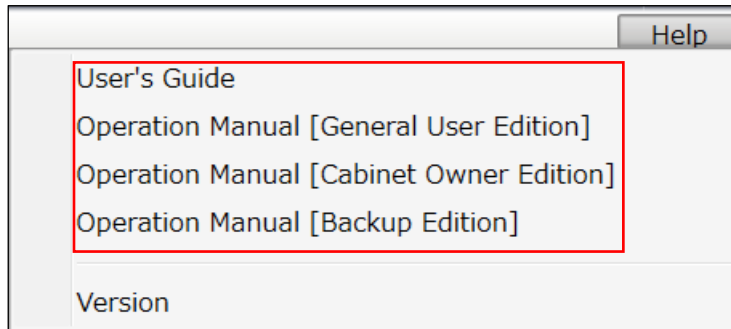 Help
User's Guide
Operation Manual [General User Edition]
Operation Manual [Cabinet Owner Edition]
Operation Manual [Backup Edition]
Version